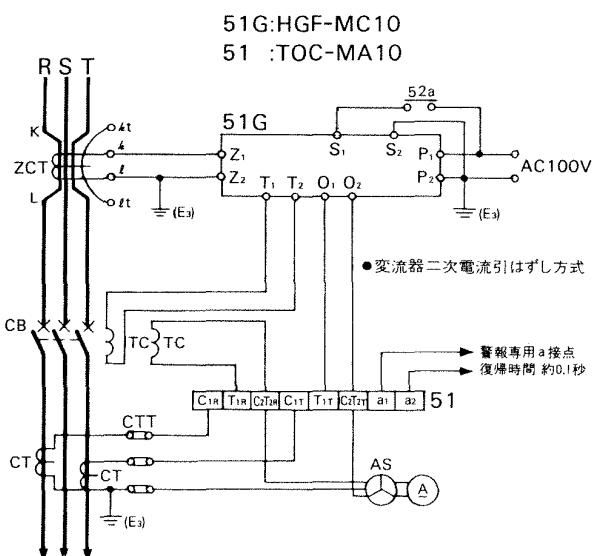 51G:HGF-MC10
51 :TOC-MA10
R S T
52a
51G
K
kt
k
ZCT
l
L
lt
(E3)
S1
S2
Z1
Z2
P1
P2
AC100V
T1 T2 O1 O2
(E3)
●変流器二次電流引はずし方式
CB
TC TC
警報専用a接点
復帰時間 約0.1秒
C1R T1R C2T2R C1T T1T C2T2T a1 a2 51
CTT
CT
CT
AS
A
(E3)